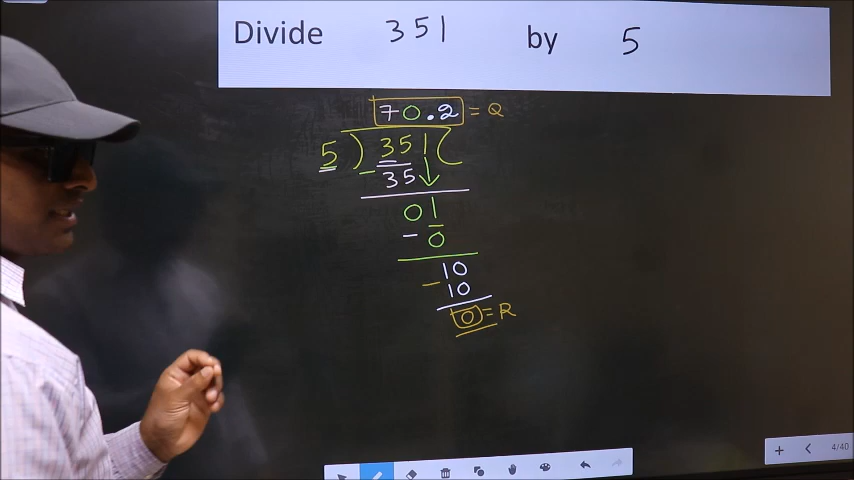 Divide 351 by 5
70.2 = Q
5 ) 351 (
- 35
01
- 0
10
- 10
0 = R
4/40